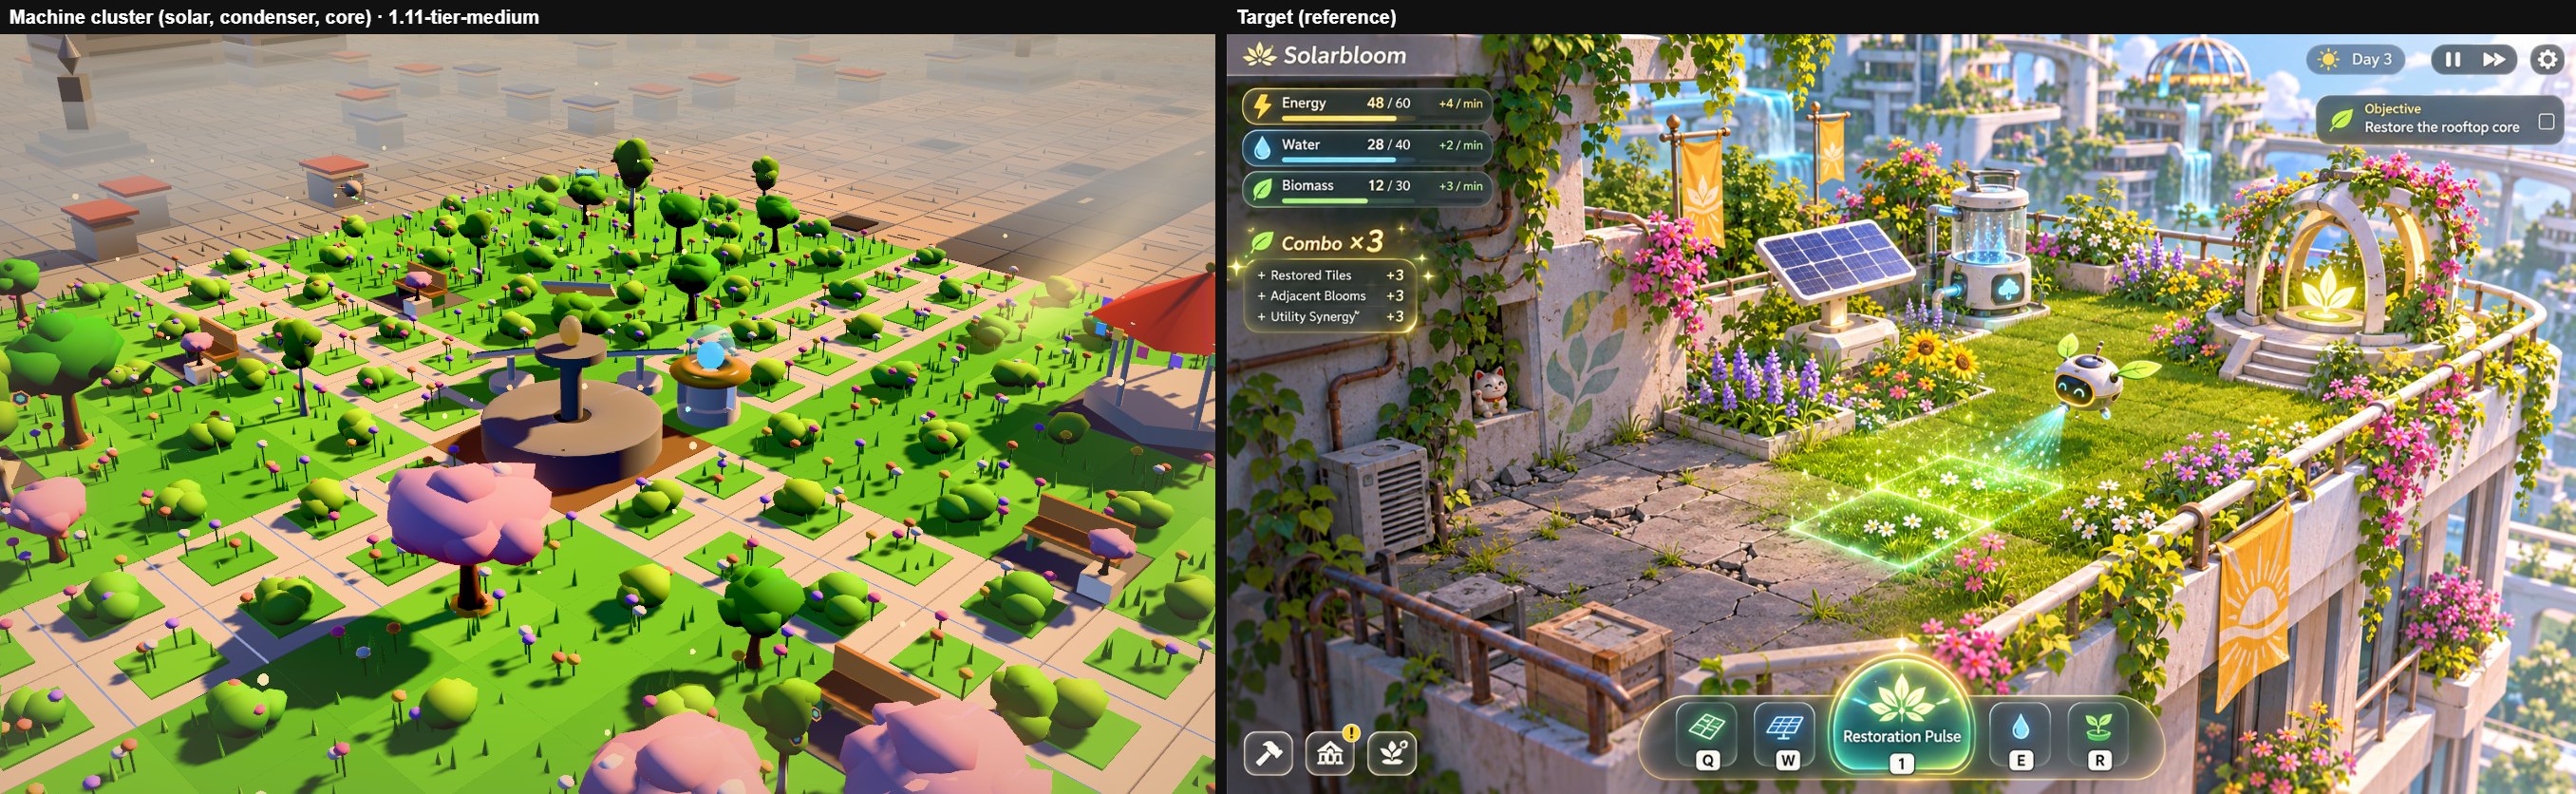 Machine cluster (solar, condenser, core) · 1.11-tier-medium
Target (reference)
Solarbloom
Day 3
Energy 48 / 60 +4 / min
Water 28 / 40 +2 / min
Biomass 12 / 30 +3 / min
Objective
Restore the rooftop core
Combo ×3
+ Restored Tiles +3
+ Adjacent Blooms +3
+ Utility Synergy +3
!
Restoration Pulse
Q W 1 E R